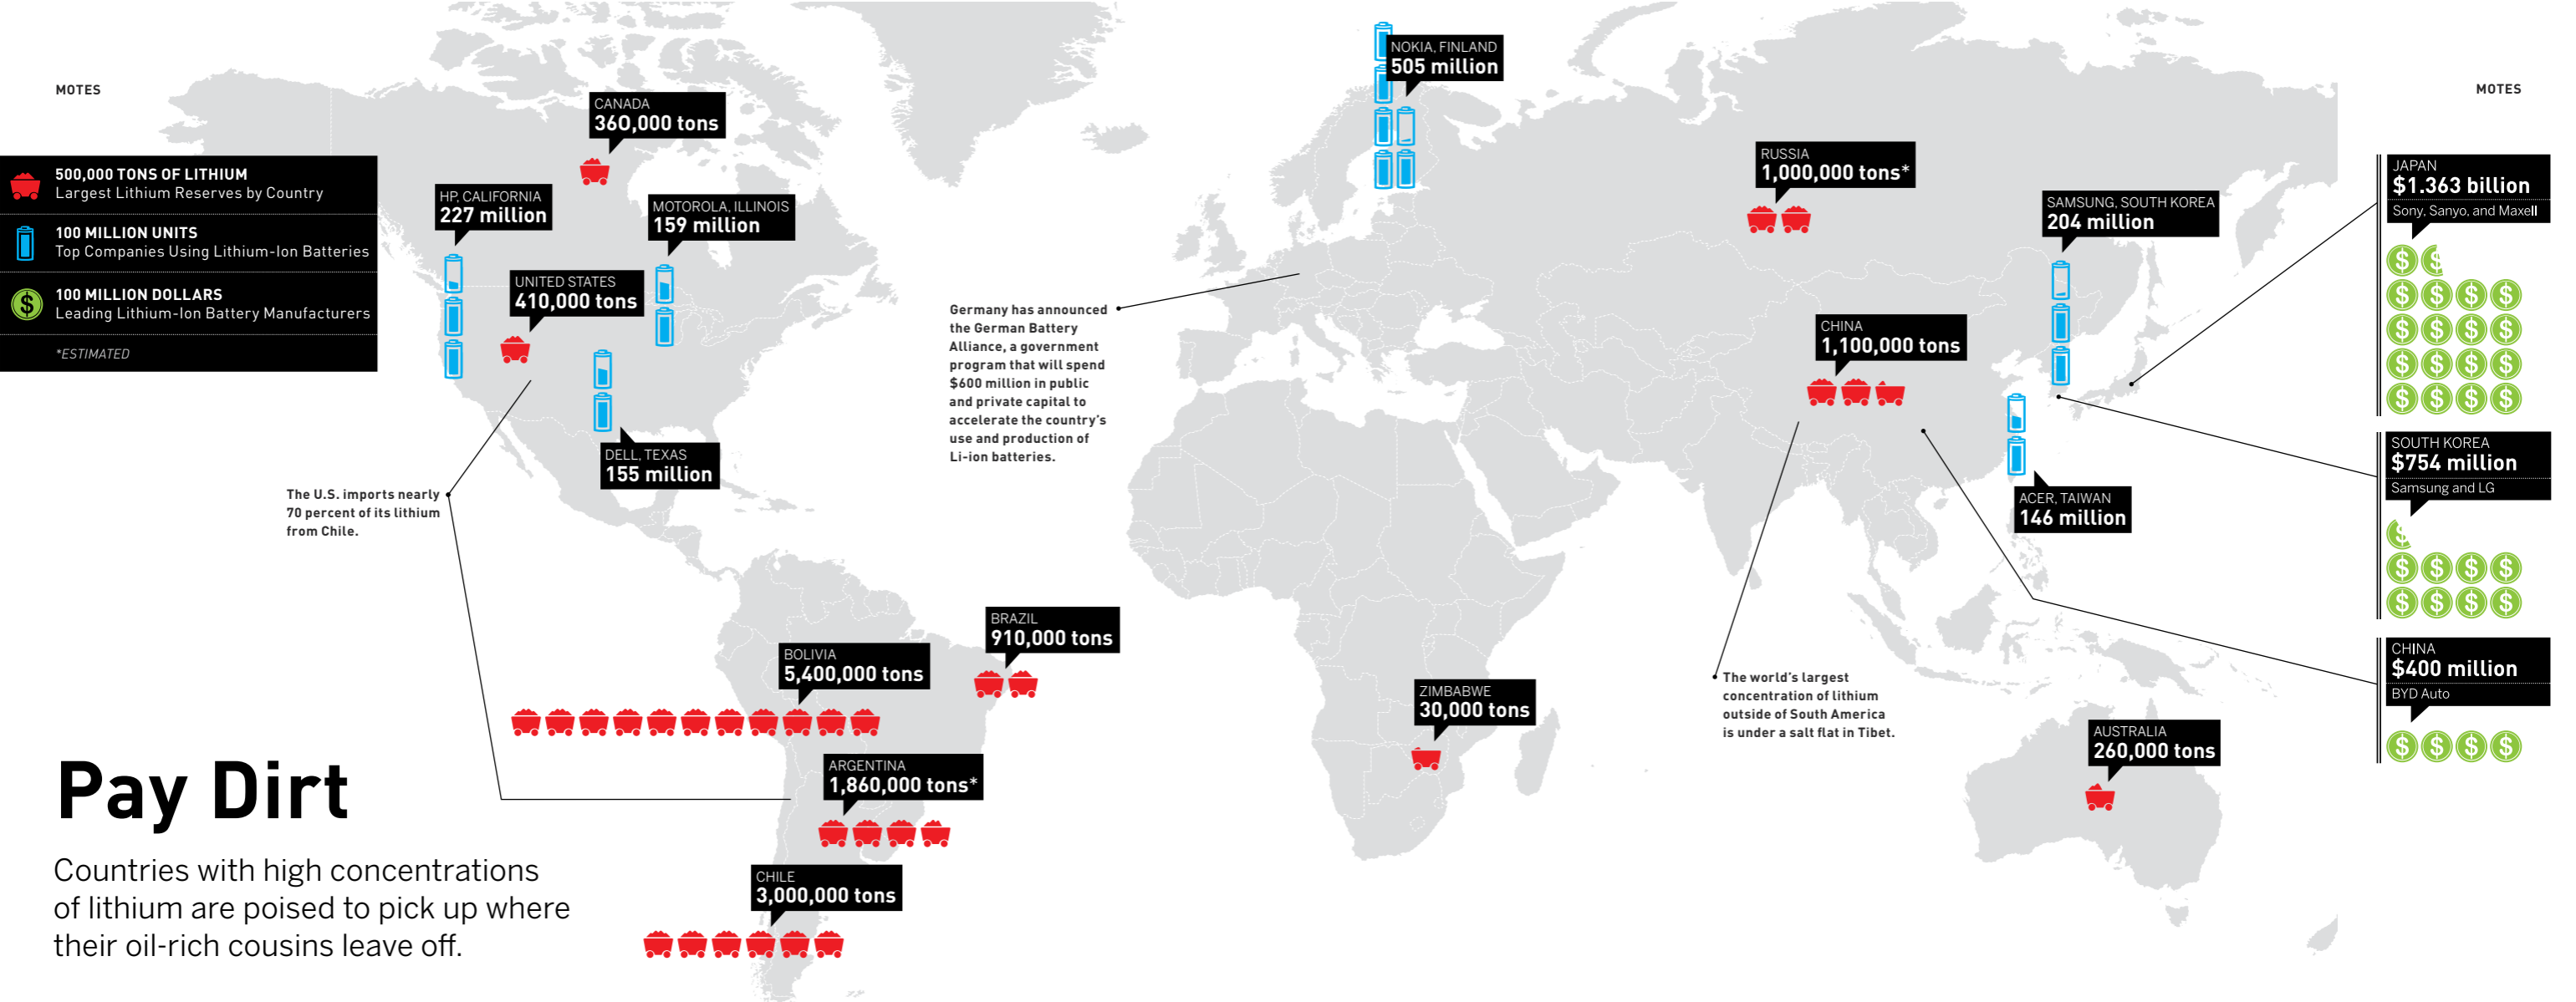 MOTES
MOTES
500,000 TONS OF LITHIUM
Largest Lithium Reserves by Country
100 MILLION UNITS
Top Companies Using Lithium-Ion Batteries
100 MILLION DOLLARS
Leading Lithium-Ion Battery Manufacturers
*ESTIMATED
CANADA
360,000 tons
HP, CALIFORNIA
227 million
MOTOROLA, ILLINOIS
159 million
UNITED STATES
410,000 tons
DELL, TEXAS
155 million
The U.S. imports nearly
70 percent of its lithium
from Chile.
NOKIA, FINLAND
505 million
Germany has announced
the German Battery
Alliance, a government
program that will spend
$600 million in public
and private capital to
accelerate the country's
use and production of
Li-ion batteries.
RUSSIA
1,000,000 tons*
SAMSUNG, SOUTH KOREA
204 million
CHINA
1,100,000 tons
ACER, TAIWAN
146 million
The world's largest
concentration of lithium
outside of South America
is under a salt flat in Tibet.
JAPAN
$1.363 billion
Sony, Sanyo, and Maxell
SOUTH KOREA
$754 million
Samsung and LG
CHINA
$400 million
BYD Auto
BRAZIL
910,000 tons
BOLIVIA
5,400,000 tons
ARGENTINA
1,860,000 tons*
CHILE
3,000,000 tons
ZIMBABWE
30,000 tons
AUSTRALIA
260,000 tons
Pay Dirt
Countries with high concentrations
of lithium are poised to pick up where
their oil-rich cousins leave off.